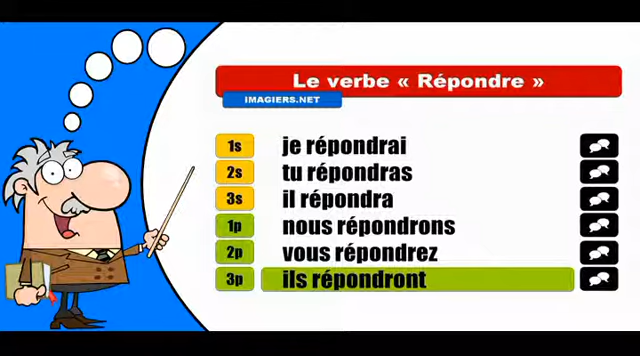 Le verbe « Répondre »
IMAGIERS.NET
1s je répondrai
2s tu répondras
3s il répondra
1p nous répondrons
2p vous répondrez
3p ils répondront